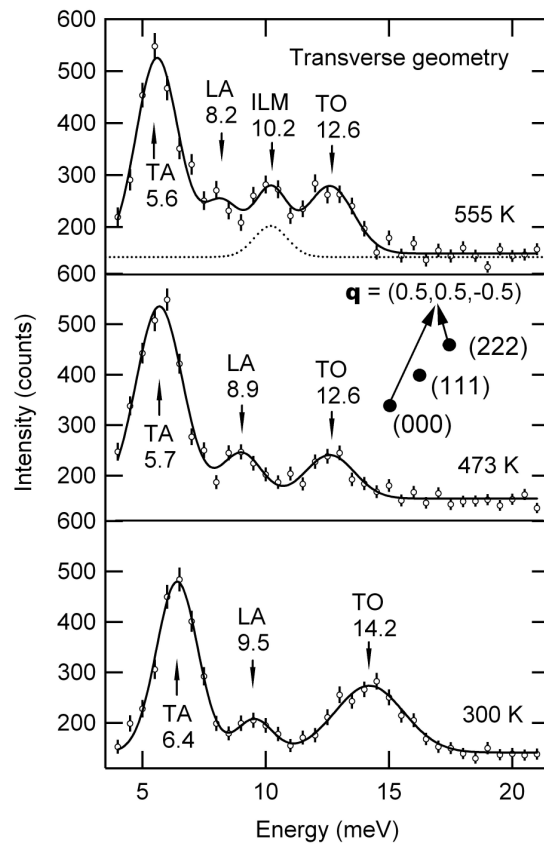 Transverse geometry
600
500
400
300
200
LA
8.2
ILM
10.2
TO
12.6
TA
5.6
555 K
600
500
400
300
200
q = (0.5,0.5,-0.5)
(222)
(111)
(000)
LA
8.9
TO
12.6
TA
5.7
473 K
Intensity (counts)
600
500
400
300
200
LA
9.5
TO
14.2
TA
6.4
300 K
5
10
15
20
Energy (meV)